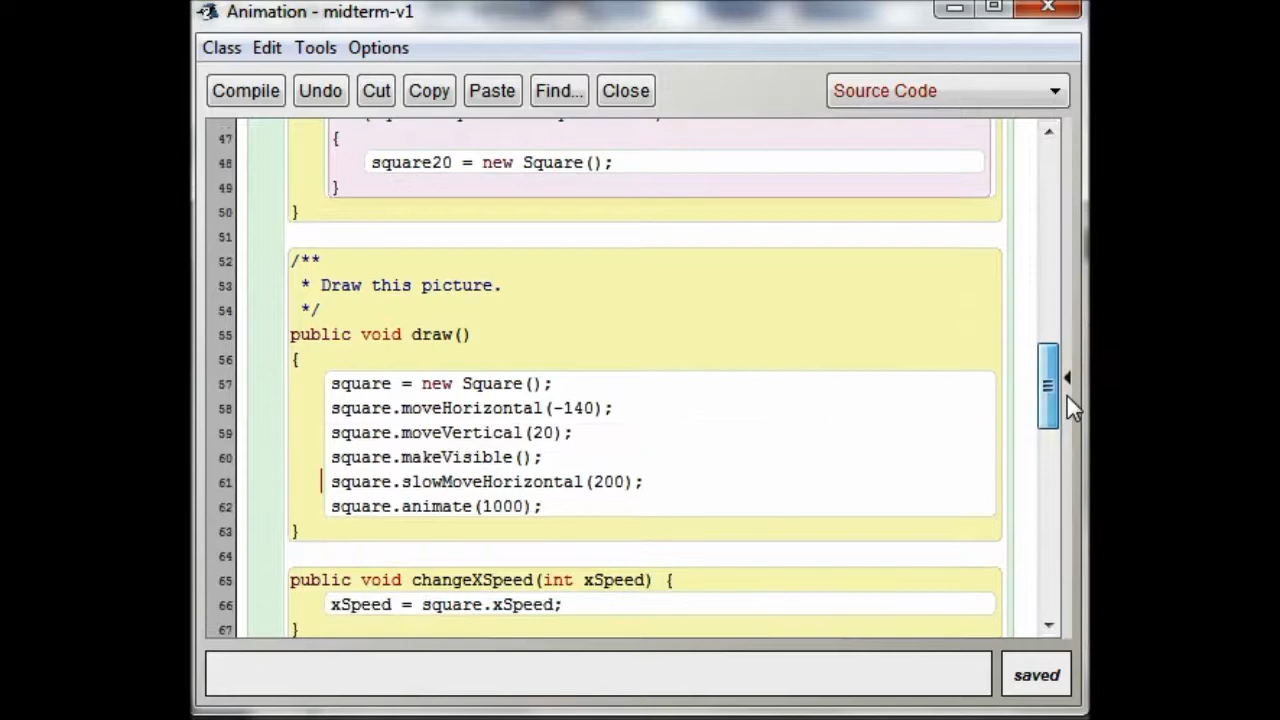 Animation - midterm-v1
Class Edit Tools Options
Compile Undo Cut Copy Paste Find... Close Source Code
47 {
48 square20 = new Square();
49 }
50 }
51
52 /**
53 * Draw this picture.
54 */
55 public void draw()
56 {
57 square = new Square();
58 square.moveHorizontal(-140);
59 square.moveVertical(20);
60 square.makeVisible();
61 square.slowMoveHorizontal(200);
62 square.animate(1000);
63 }
64
65 public void changeXSpeed(int xSpeed) {
66 xSpeed = square.xSpeed;
67 }
saved